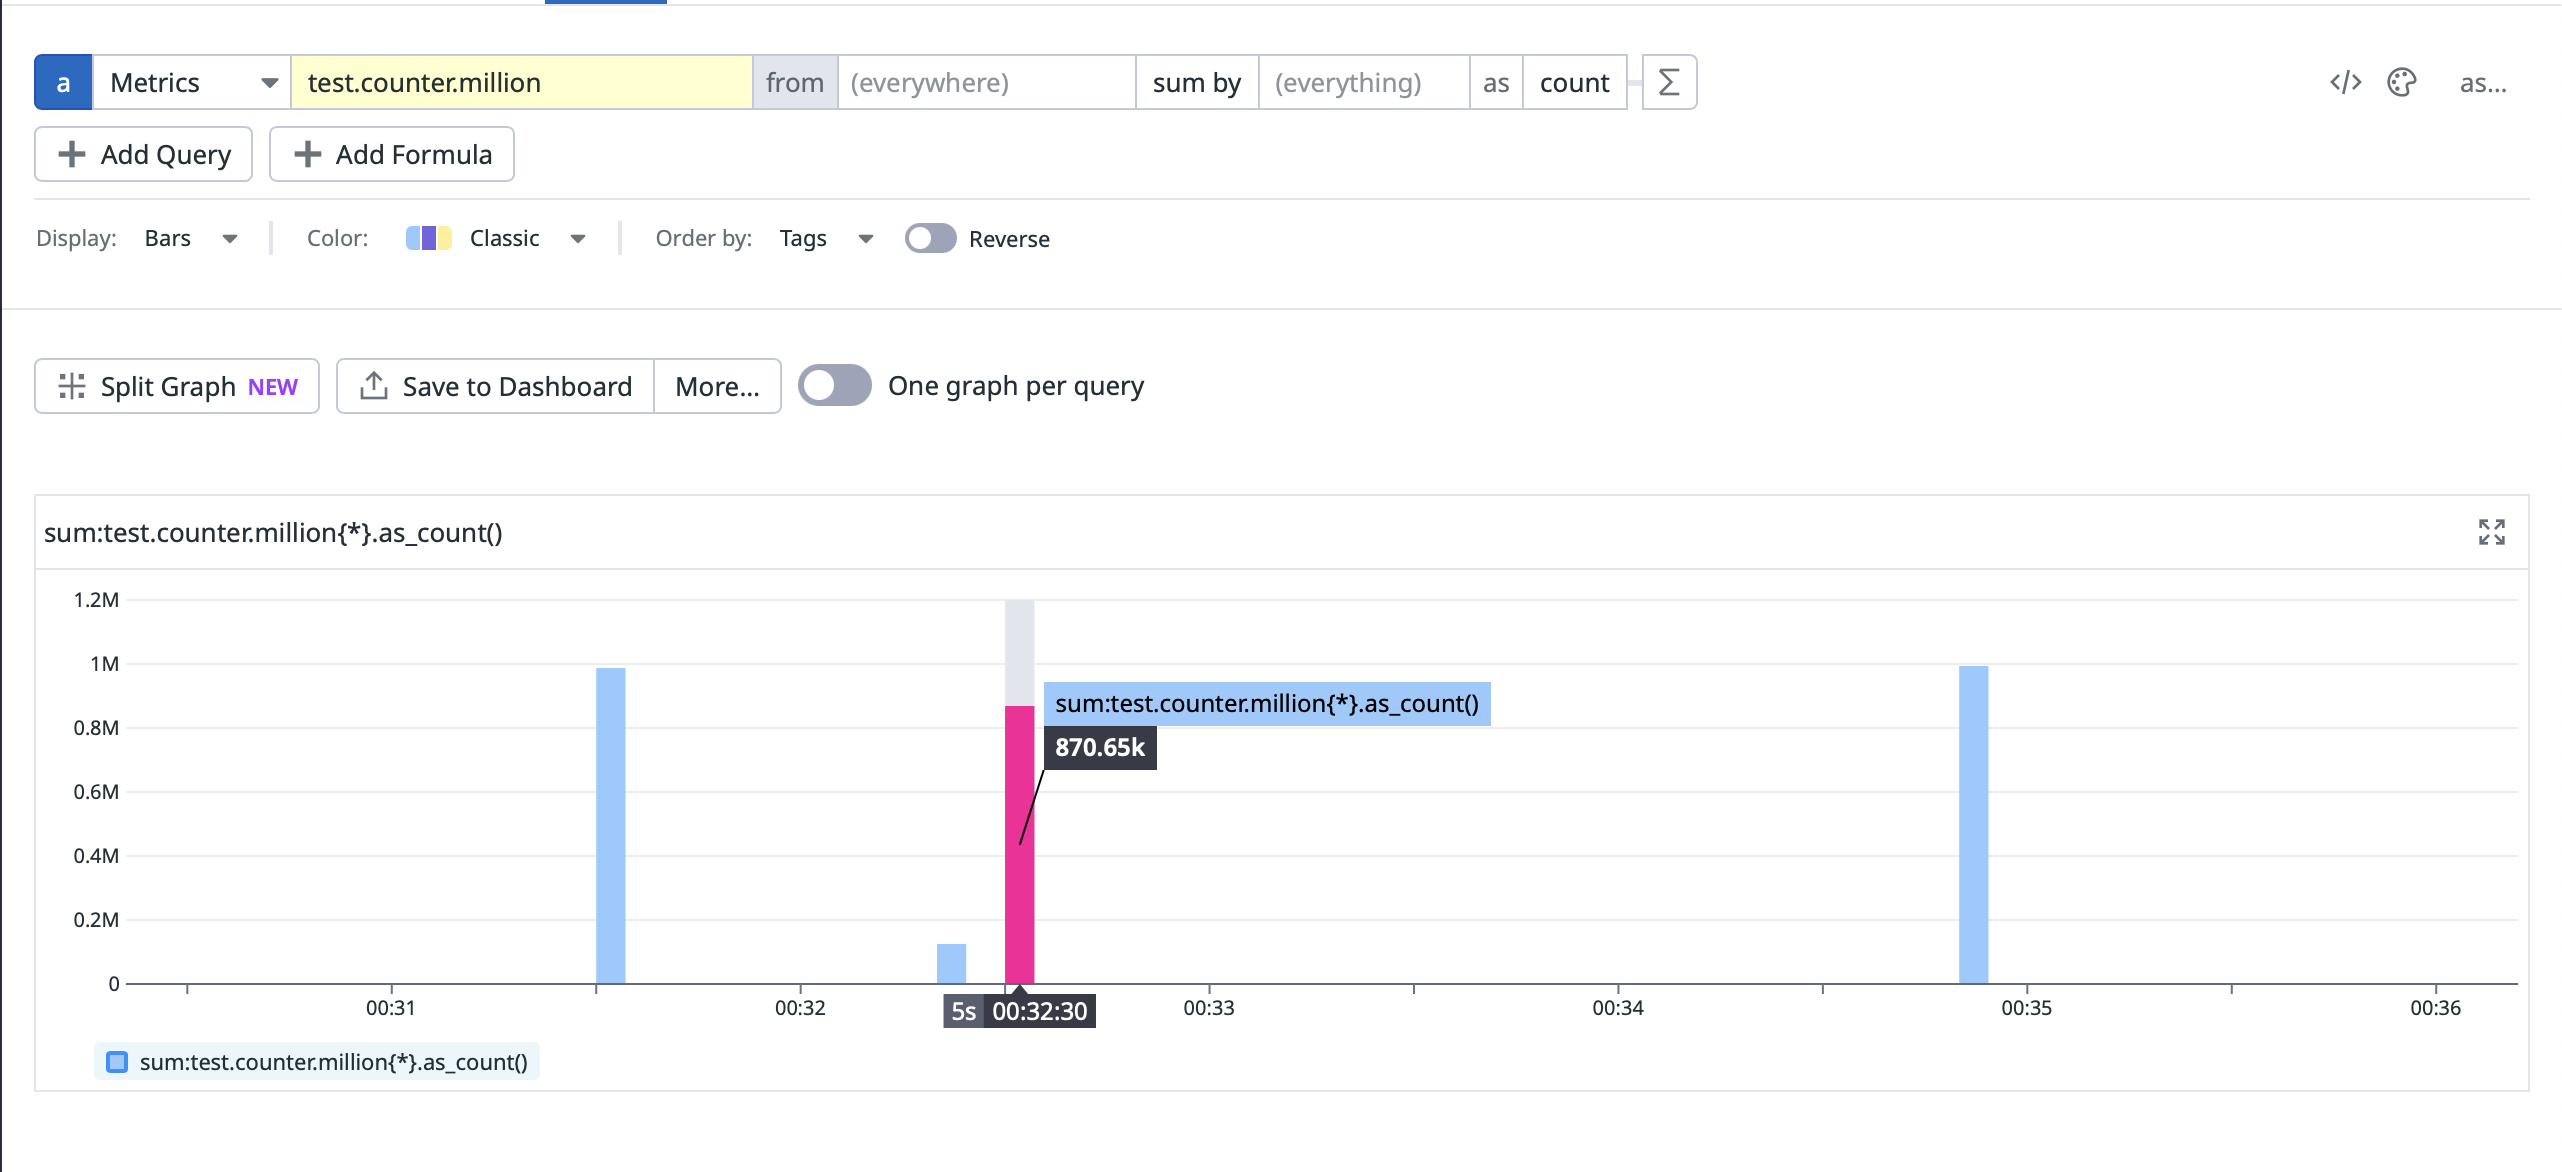 a Metrics test.counter.million from (everywhere) sum by (everything) as count Σ as...
Add Query Add Formula
Display: Bars Color: Classic Order by: Tags Reverse
Split Graph NEW Save to Dashboard More... One graph per query
sum:test.counter.million{*}.as_count()
1.2M
1M
sum:test.counter.million{*}.as_count()
0.8M
870.65k
0.6M
0.4M
0.2M
0
00:31 00:32 5s 00:32:30 00:33 00:34 00:35 00:36
sum:test.counter.million{*}.as_count()